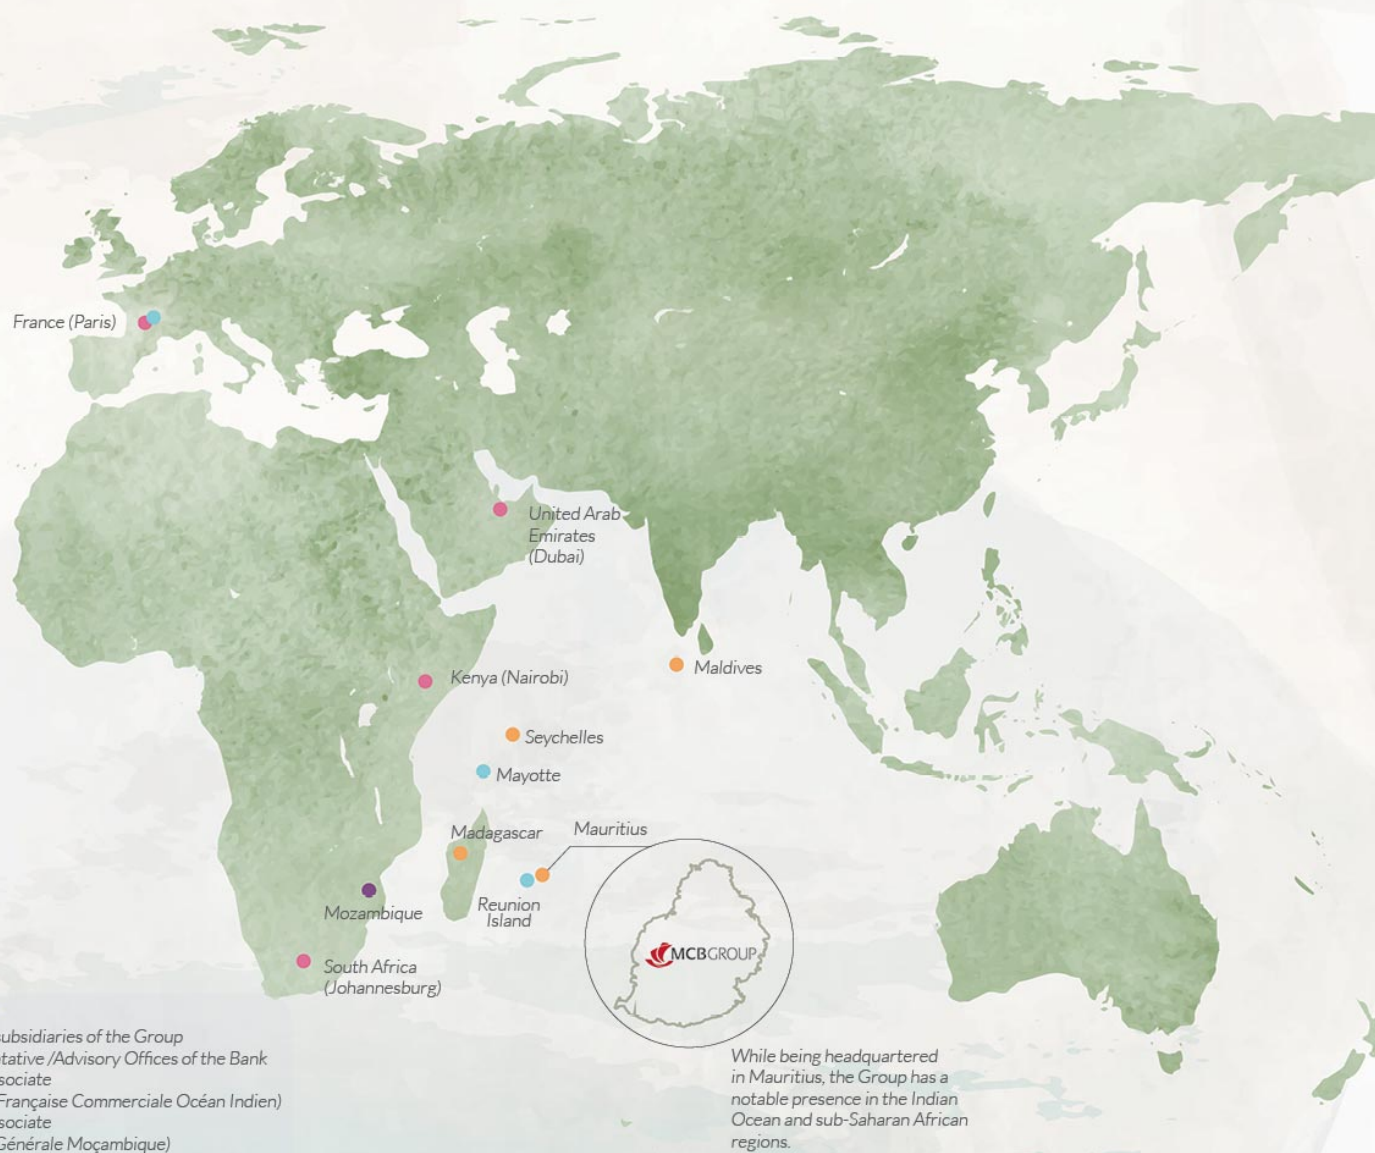 France (Paris)
United Arab
Emirates
(Dubai)
Kenya (Nairobi)
Maldives
Seychelles
Mayotte
Madagascar
Mauritius
Reunion
Island
Mozambique
MCBGROUP
South Africa
(Johannesburg)
subsidiaries of the Group
tative /Advisory Offices of the Bank
sociate
Française Commerciale Océan Indien)
sociate
Générale Moçambique)
While being headquartered
in Mauritius, the Group has a
notable presence in the Indian
Ocean and sub-Saharan African
regions.